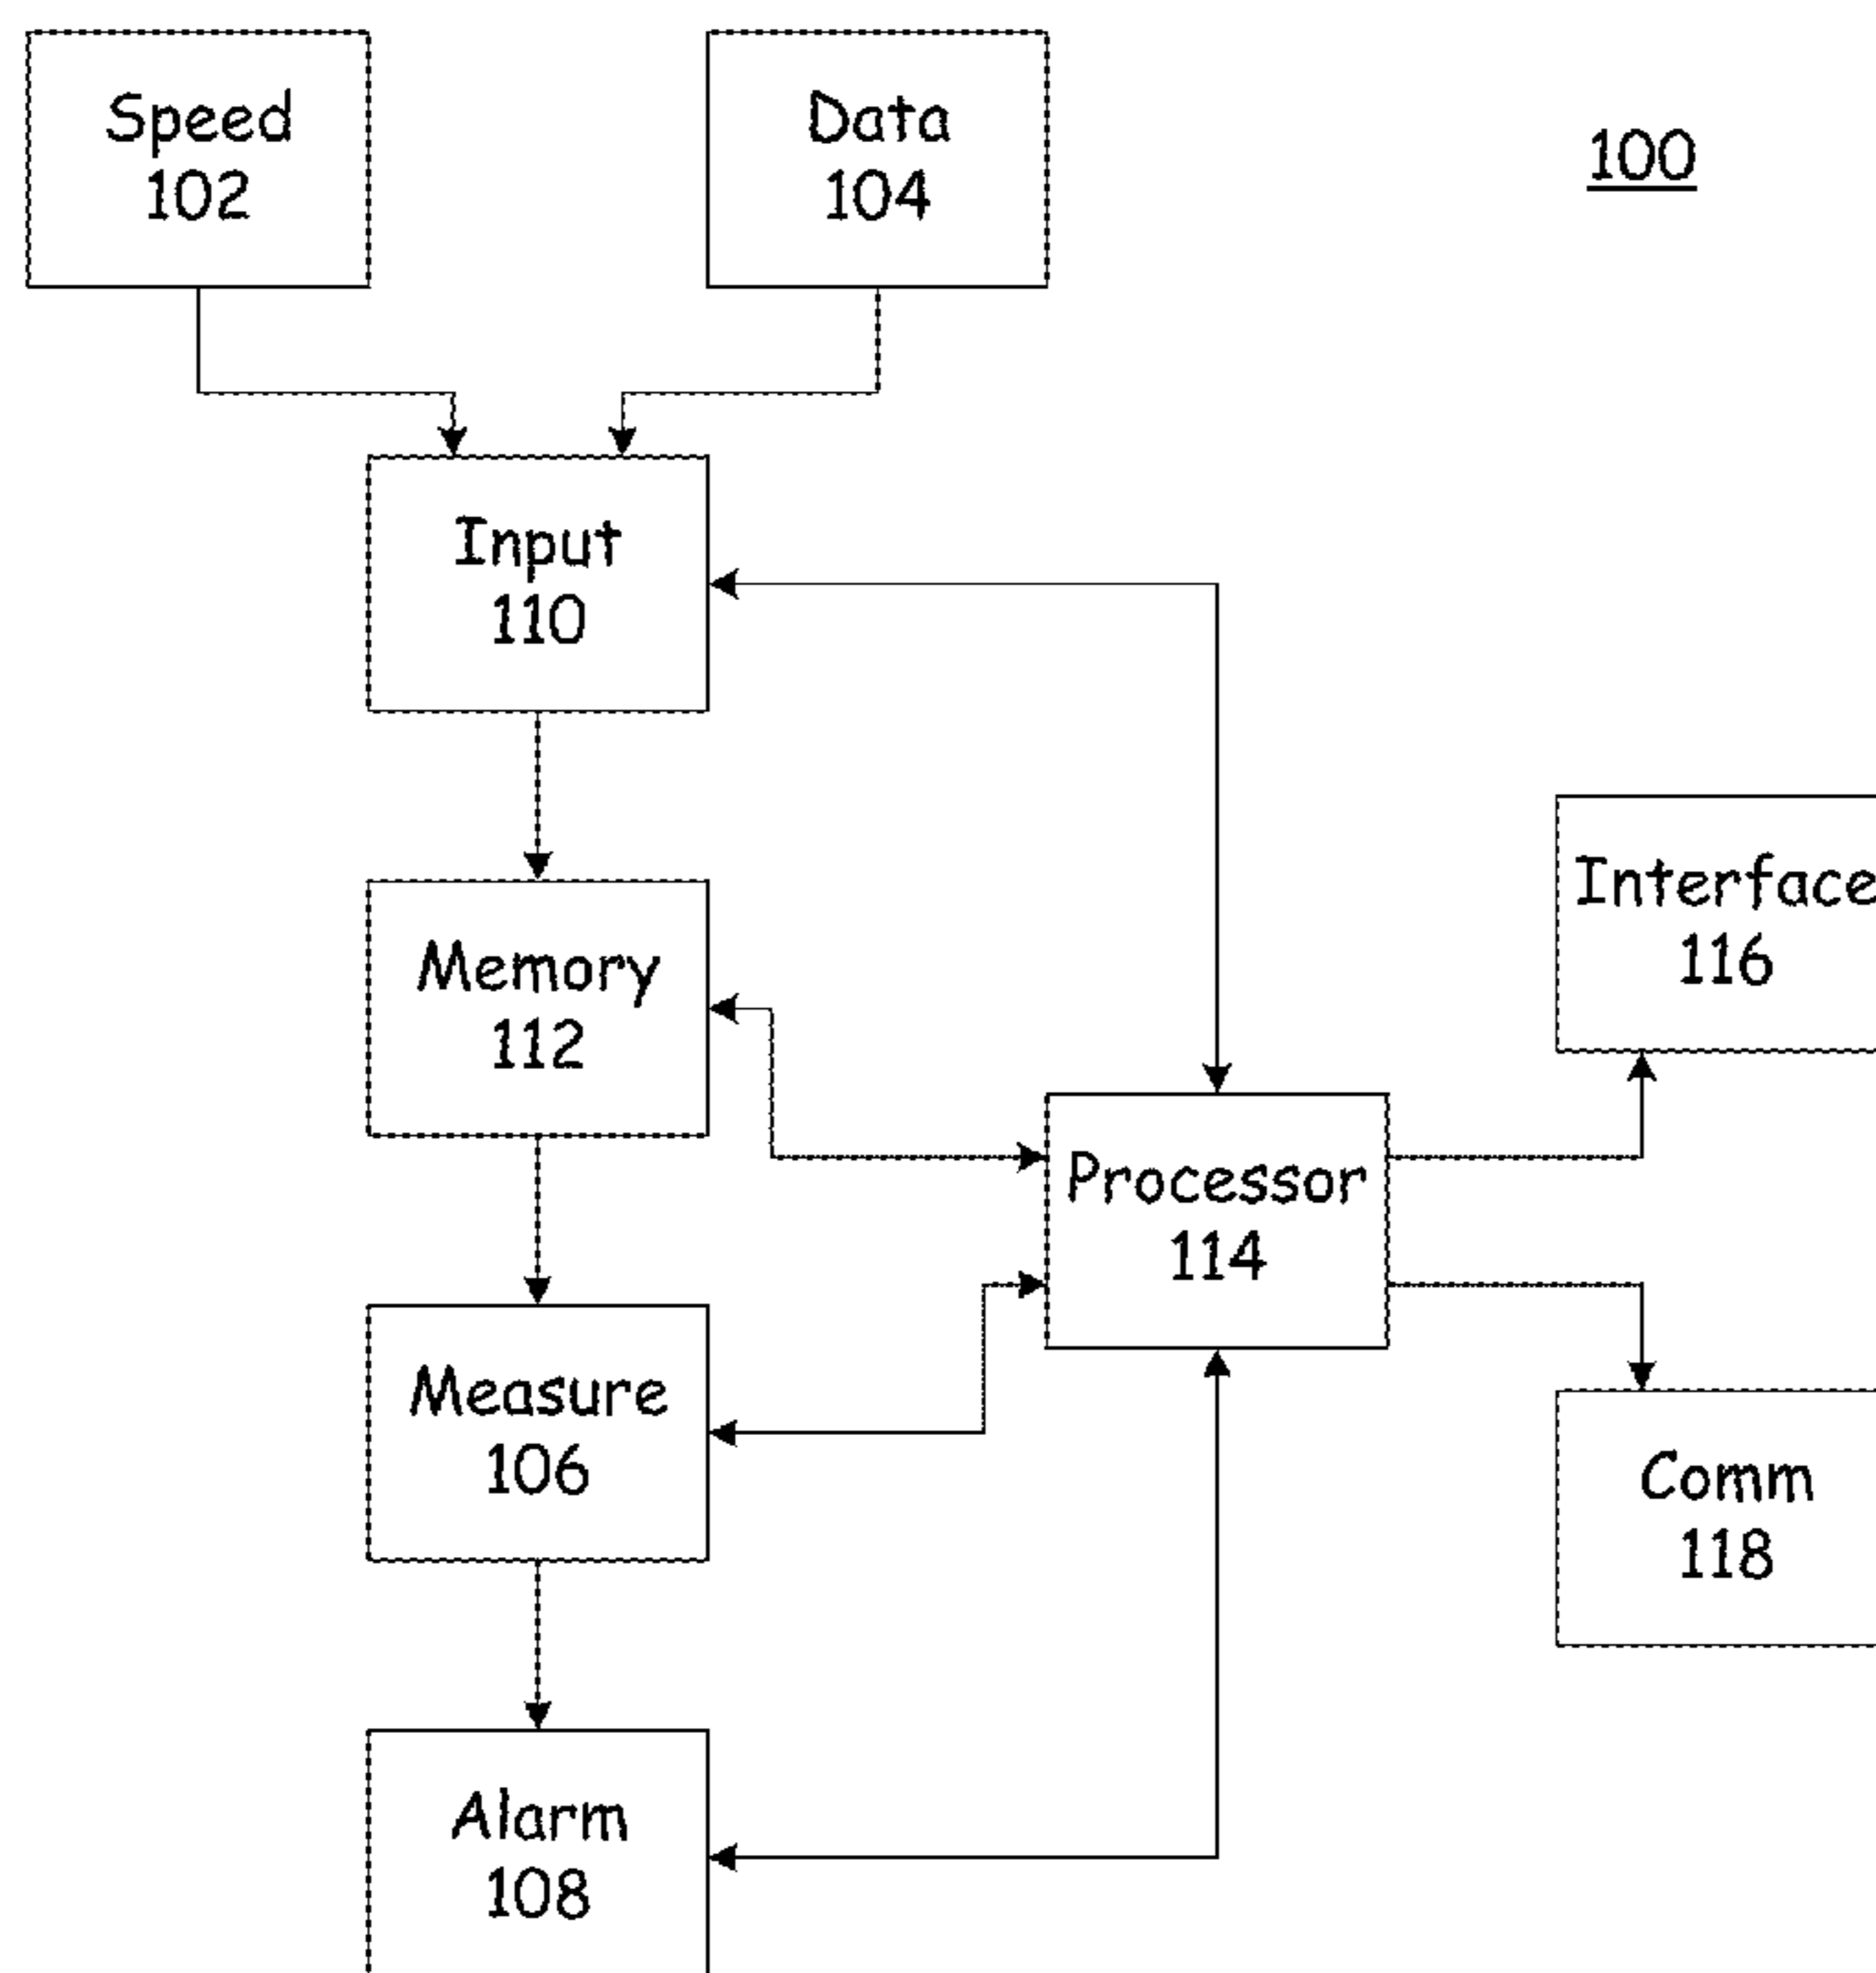 Speed
102
Data
104
100
Input
110
Interface
116
Memory
112
Processor
114
Measure
106
Comm
118
Alarm
108